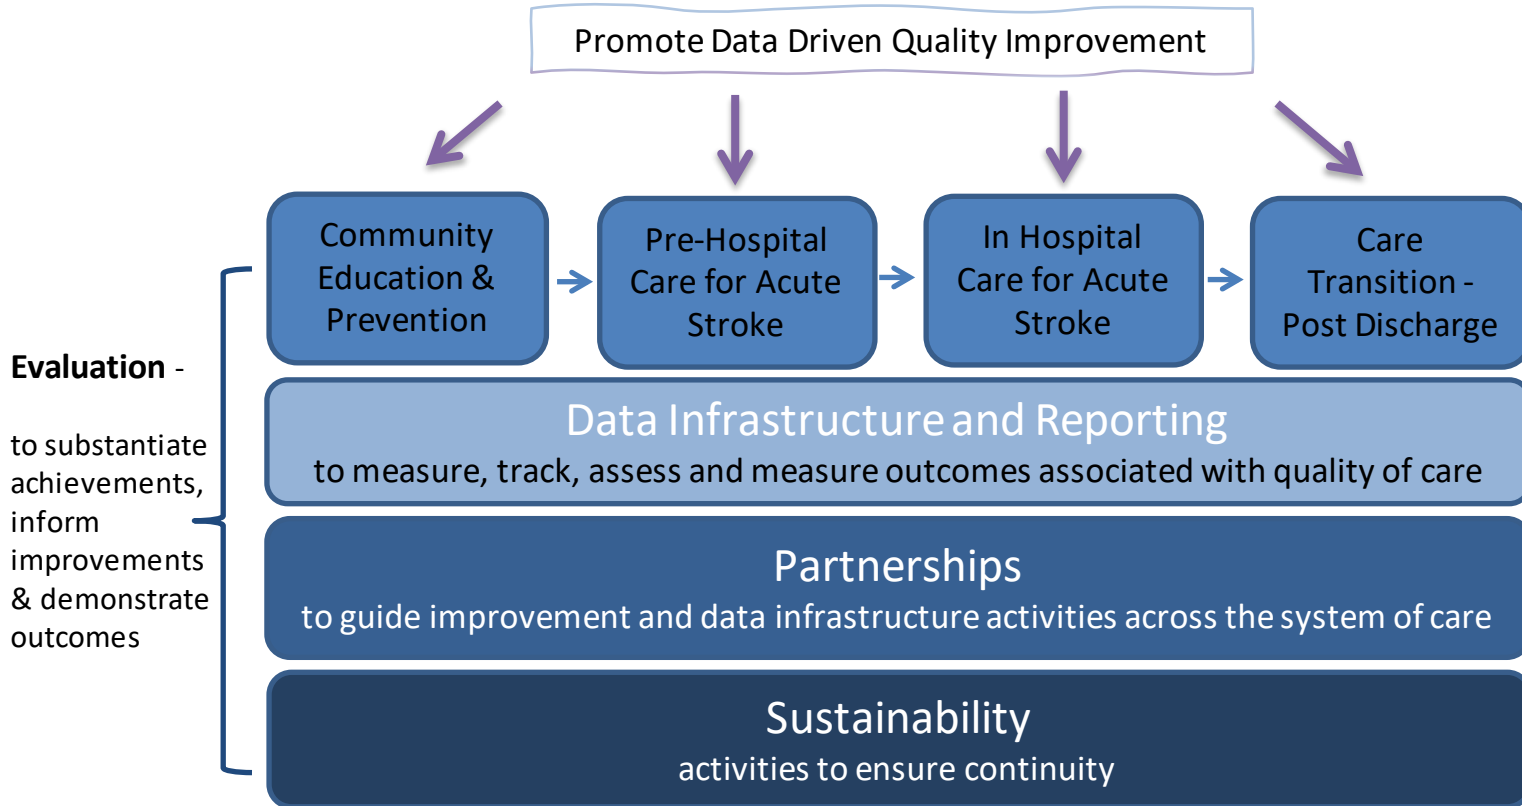 Promote Data Driven Quality Improvement
Community
Education &
Prevention
Pre-Hospital
Care for Acute
Stroke
In Hospital
Care for Acute
Stroke
Care
Transition -
Post Discharge
Evaluation -
to substantiate
achievements,
inform
improvements
& demonstrate
outcomes
Data Infrastructure and Reporting
to measure, track, assess and measure outcomes associated with quality of care
Partnerships
to guide improvement and data infrastructure activities across the system of care
Sustainability
activities to ensure continuity